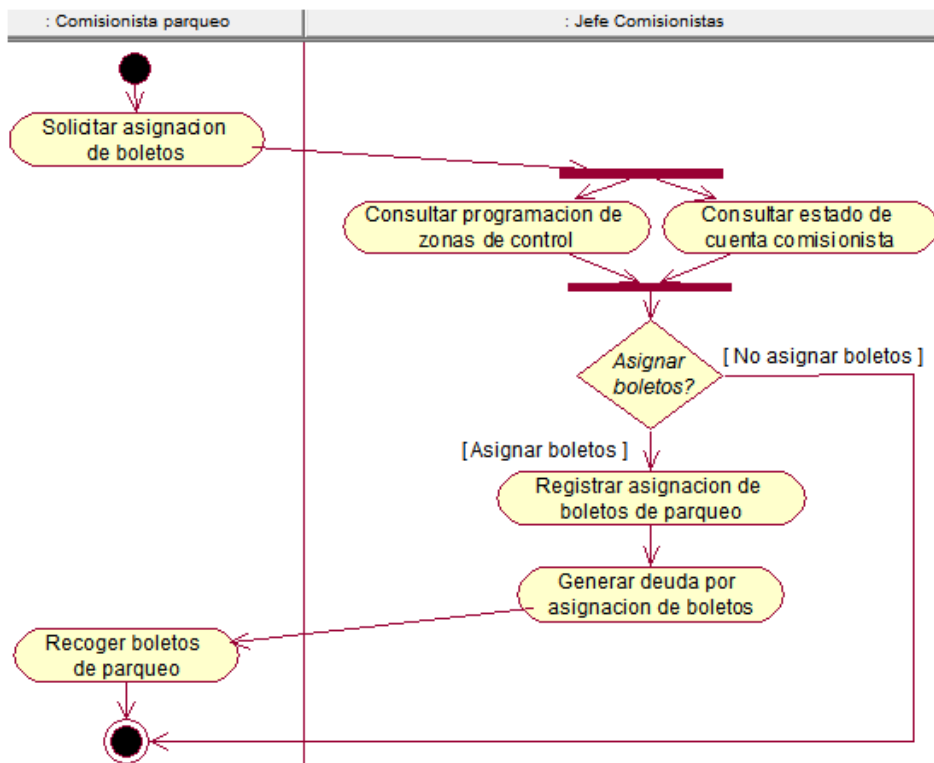 : Comisionista parqueo
: Jefe Comisionistas
Solicitar asignacion
de boletos
Consultar programacion de
zonas de control
Consultar estado de
cuenta comisionista
Asignar
boletos?
[ No asignar boletos ]
[ Asignar boletos ]
Registrar asignacion de
boletos de parqueo
Generar deuda por
asignacion de boletos
Recoger boletos
de parqueo